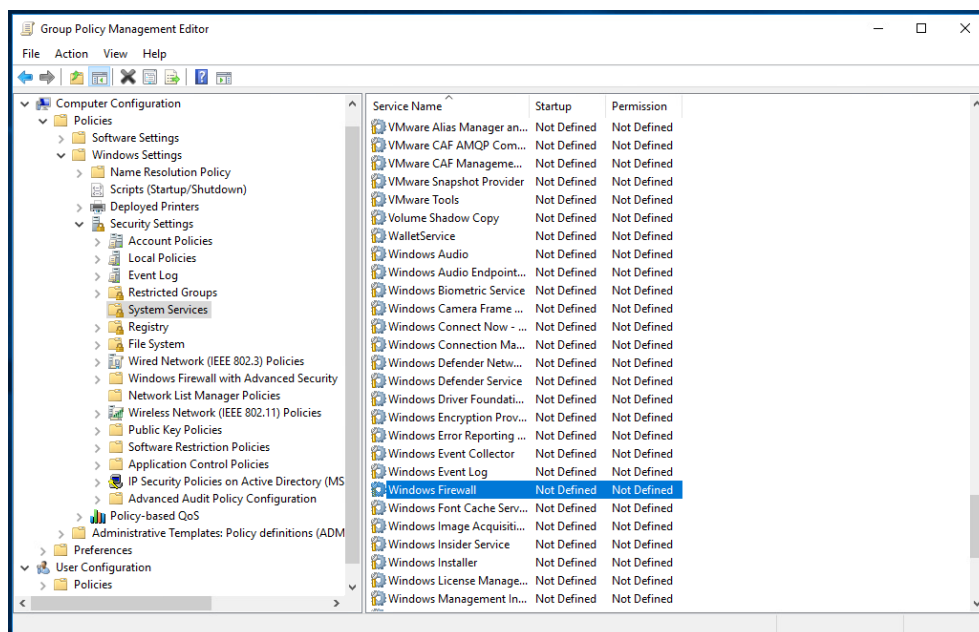 Group Policy Management Editor
File Action View Help
Computer Configuration
Policies
Software Settings
Windows Settings
Name Resolution Policy
Scripts (Startup/Shutdown)
Deployed Printers
Security Settings
Account Policies
Local Policies
Event Log
Restricted Groups
System Services
Registry
File System
Wired Network (IEEE 802.3) Policies
Windows Firewall with Advanced Security
Network List Manager Policies
Wireless Network (IEEE 802.11) Policies
Public Key Policies
Software Restriction Policies
Application Control Policies
IP Security Policies on Active Directory (MS
Advanced Audit Policy Configuration
Policy-based QoS
Administrative Templates: Policy definitions (ADM
Preferences
User Configuration
Policies
Service Name Startup Permission
VMware Alias Manager an... Not Defined Not Defined
VMware CAF AMQP Com... Not Defined Not Defined
VMware CAF Manageme... Not Defined Not Defined
VMware Snapshot Provider Not Defined Not Defined
VMware Tools Not Defined Not Defined
Volume Shadow Copy Not Defined Not Defined
WalletService Not Defined Not Defined
Windows Audio Not Defined Not Defined
Windows Audio Endpoint... Not Defined Not Defined
Windows Biometric Service Not Defined Not Defined
Windows Camera Frame ... Not Defined Not Defined
Windows Connect Now - ... Not Defined Not Defined
Windows Connection Ma... Not Defined Not Defined
Windows Defender Netw... Not Defined Not Defined
Windows Defender Service Not Defined Not Defined
Windows Driver Foundati... Not Defined Not Defined
Windows Encryption Prov... Not Defined Not Defined
Windows Error Reporting ... Not Defined Not Defined
Windows Event Collector Not Defined Not Defined
Windows Event Log Not Defined Not Defined
Windows Firewall Not Defined Not Defined
Windows Font Cache Serv... Not Defined Not Defined
Windows Image Acquisiti... Not Defined Not Defined
Windows Insider Service Not Defined Not Defined
Windows Installer Not Defined Not Defined
Windows License Manage... Not Defined Not Defined
Windows Management In... Not Defined Not Defined